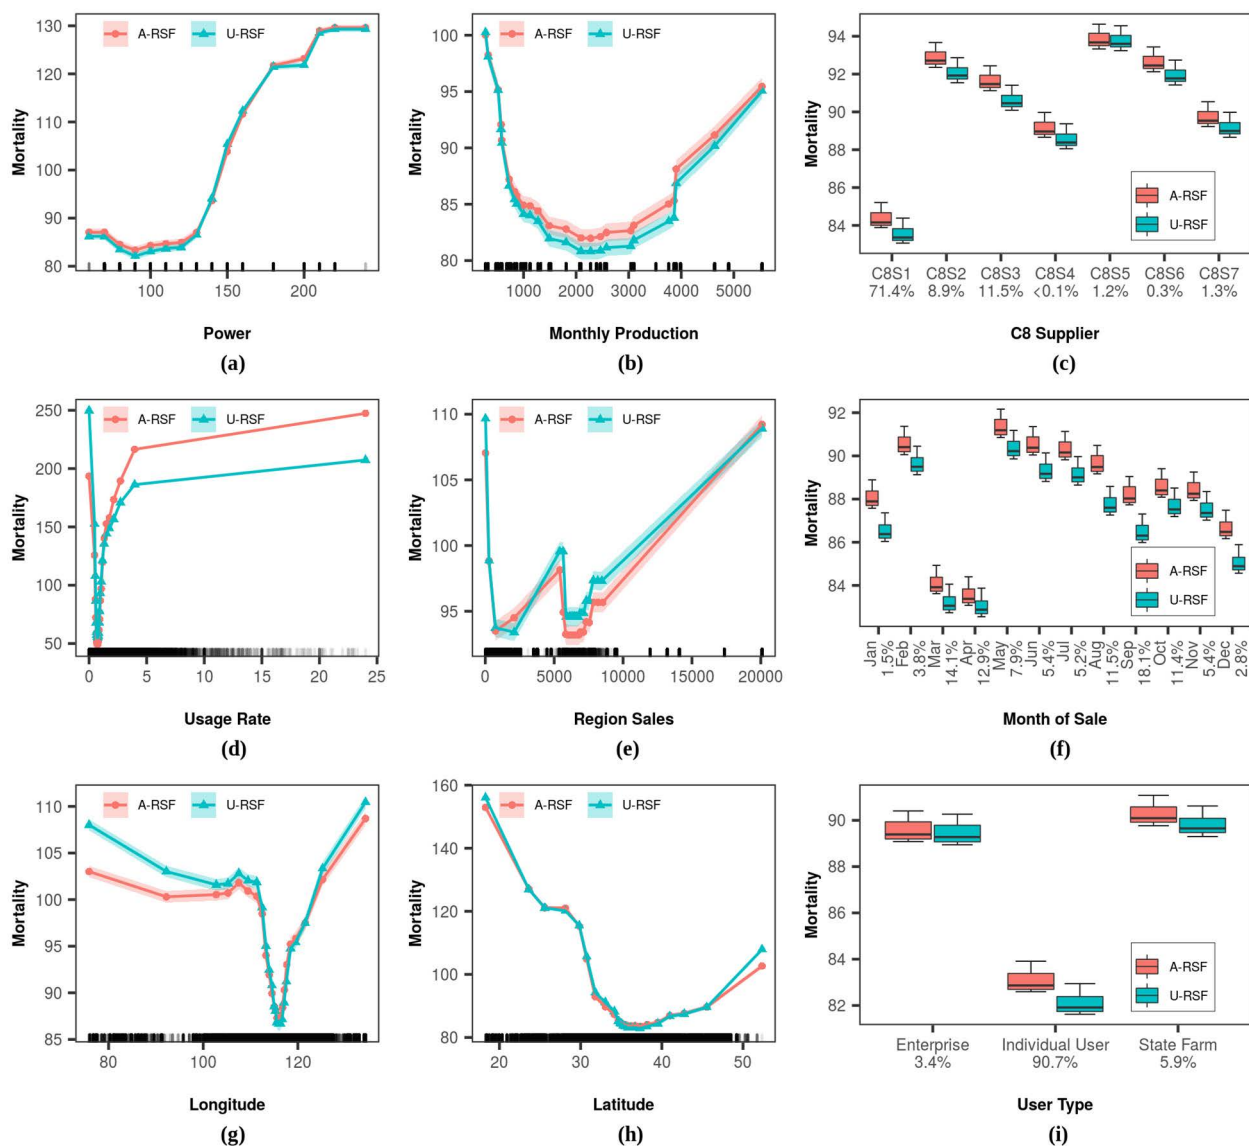 A-RSF U-RSF
Mortality
130
120
110
100
90
80
100 200
Power
(a)
A-RSF U-RSF
Mortality
100
95
90
85
80
1000 2000 3000 4000 5000
Monthly Production
(b)
Mortality
94
92
90
88
86
84
A-RSF
U-RSF
C8S1 C8S2 C8S3 C8S4 C8S5 C8S6 C8S7
71.4% 8.9% 11.5% <0.1% 1.2% 0.3% 1.3%
C8 Supplier
(c)
A-RSF U-RSF
Mortality
250
200
150
100
50
0 5 10 15 20 25
Usage Rate
(d)
A-RSF U-RSF
Mortality
110
105
100
95
0 5000 10000 15000 20000
Region Sales
(e)
Mortality
92
90
88
86
84
A-RSF
U-RSF
Jan
1.5%
Feb
3.8%
Mar
14.1%
Apr
12.9%
May
7.9%
Jun
5.4%
Jul
5.2%
Aug
11.5%
Sep
18.1%
Oct
11.4%
Nov
5.4%
Dec
2.8%
Month of Sale
(f)
A-RSF U-RSF
Mortality
110
105
100
95
90
85
80 100 120
Longitude
(g)
A-RSF U-RSF
Mortality
160
140
120
100
80
20 30 40 50
Latitude
(h)
Mortality
90
88
86
84
82
A-RSF
U-RSF
Enterprise Individual User State Farm
3.4% 90.7% 5.9%
User Type
(i)